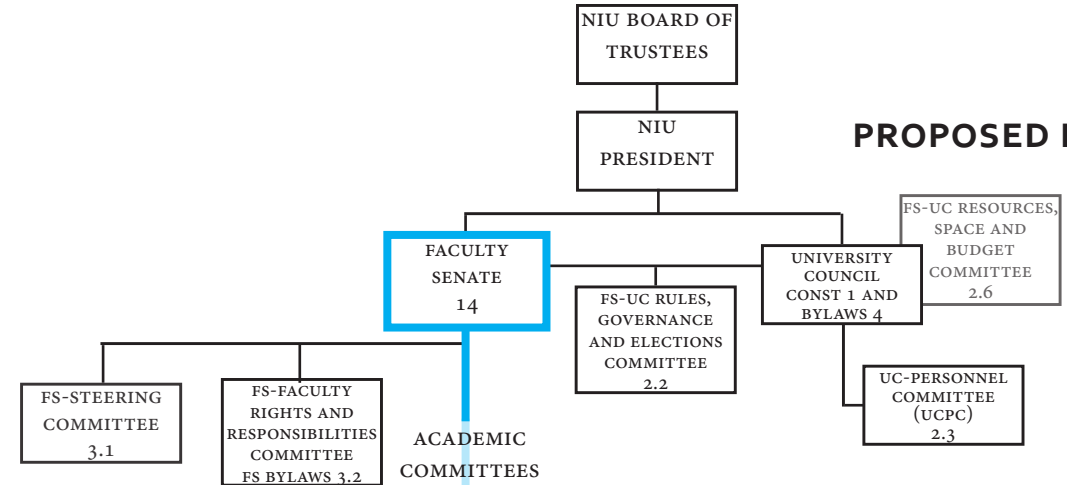 NIU BOARD OF
TRUSTEES
NIU
PRESIDENT
PROPOSED
FS-UC RESOURCES,
SPACE AND
BUDGET
COMMITTEE
2.6
FACULTY
SENATE
14
UNIVERSITY
COUNCIL
CONST 1 AND
BYLAWS 4
FS-UC RULES,
GOVERNANCE
AND ELECTIONS
COMMITTEE
2.2
UC-PERSONNEL
COMMITTEE
(UCPC)
2.3
FS-STEERING
COMMITTEE
3.1
FS-FACULTY
RIGHTS AND
RESPONSIBILITIES
COMMITTEE
FS BYLAWS 3.2
ACADEMIC
COMMITTEES